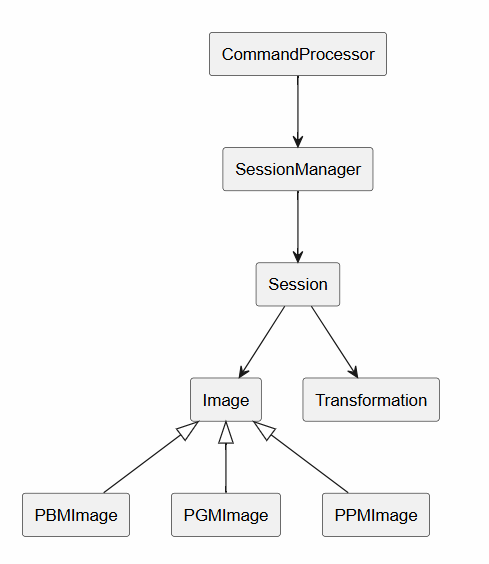 CommandProcessor
SessionManager
Session
Image
Transformation
PBMImage
PGMImage
PPMImage